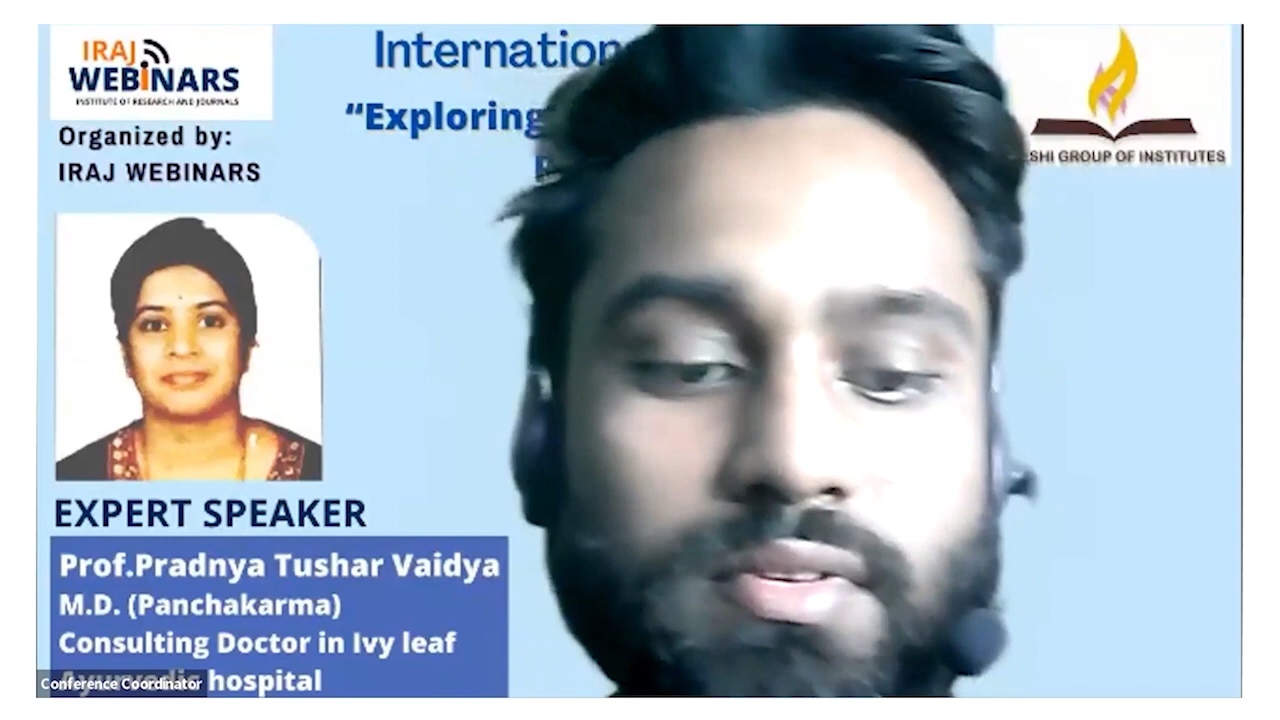 IRAJ
WEBiNARS
INSTITUTE OF RESEARCH AND JOURNALS
Organized by:
IRAJ WEBINARS
Internation
“Exploring
SHI GROUP OF INSTITUTES
EXPERT SPEAKER
Prof.Pradnya Tushar Vaidya
M.D. (Panchakarma)
Consulting Doctor in Ivy leaf
hospital
Conference Coordinator